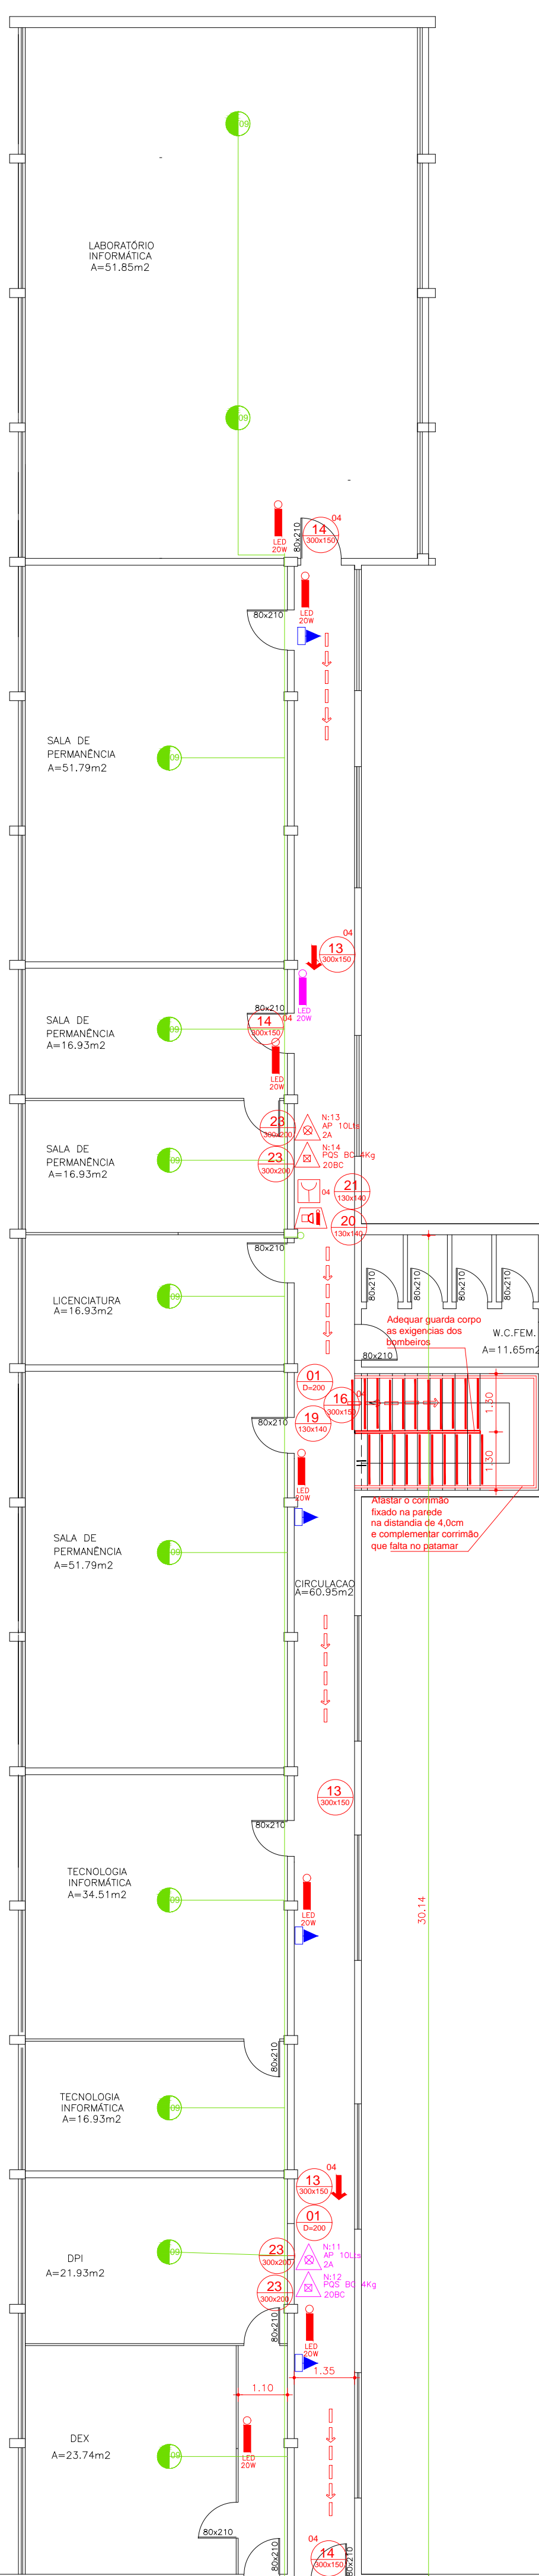 09
LABORATÓRIO
INFORMÁTICA
A=51.85m2
09
LED
20W
80x210
04
14
300x150
LED
20W
80x210
SALA DE
PERMANÊNCIA
A=51.79m2
09
04
13
300x150
LED
20W
80x210
SALA DE
PERMANÊNCIA
A=16.93m2
09
14
300x150
04
LED
20W
23
300x200
N:13
AP 10Lts
2A
23
300x200
N:14
PQS BC 4Kg
20BC
SALA DE
PERMANÊNCIA
A=16.93m2
09
04
21
130x140
20
130x140
80x210
LICENCIATURA
A=16.93m2
09
80x210
80x210
80x210
80x210
Adequar guarda corpo
as exigencias dos
bombeiros
W.C.FEM.
A=11.65m2
80x210
01
D=200
16
300x150
04
19
130x140
80x210
1.30
1.30
LED
20W
Afastar o corrimão
fixado na parede
na distandia de 4,0cm
e complementar corrimão
que falta no patamar
SALA DE
PERMANÊNCIA
A=51.79m2
09
CIRCULACAO
A=60.95m2
13
300x150
80x210
TECNOLOGIA
INFORMÁTICA
A=34.51m2
09
LED
20W
30.14
80x210
TECNOLOGIA
INFORMÁTICA
A=16.93m2
09
04
13
300x150
01
D=200
DPI
A=21.93m2
09
23
300x200
N:11
AP 10Lts
2A
23
300x200
N:12
PQS BC 4Kg
20BC
80x210
LED
20W
1.35
1.10
DEX
A=23.74m2
09
LED
20W
80x210
80x210
04
14
300x150
80x210